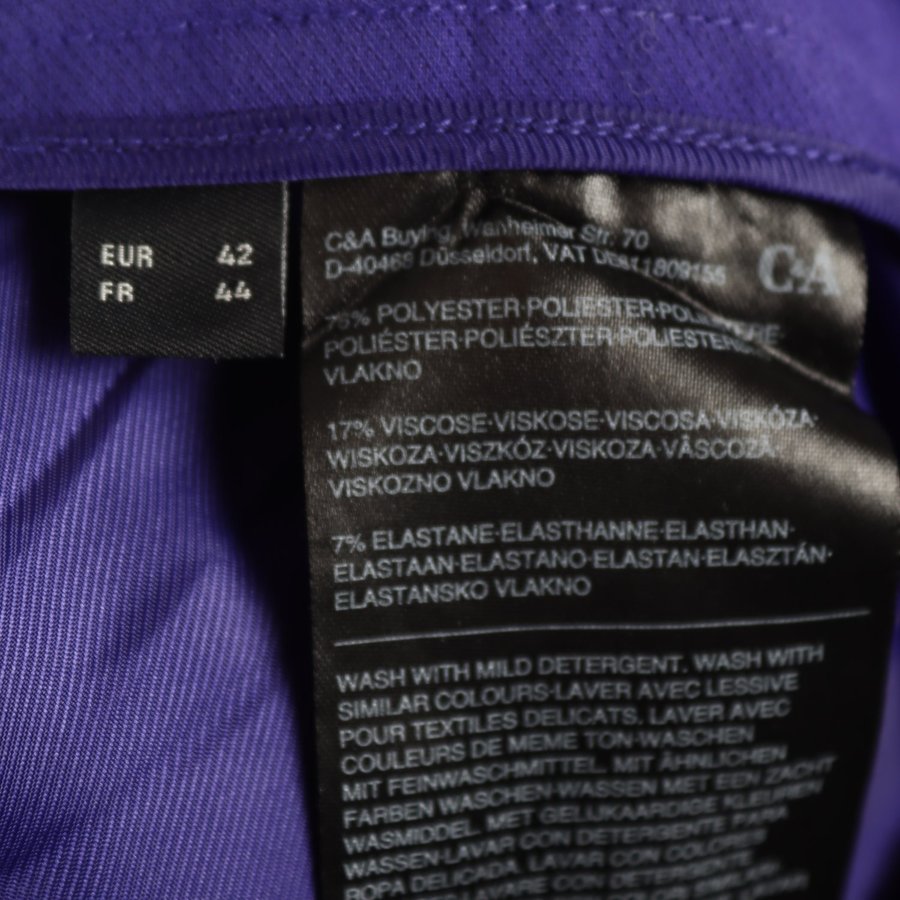 EUR 42
FR 44
C&A Buying, Wanheimer Str. 70
D-40468 Düsseldorf, VAT DE811809155
C&A
76% POLYESTER·POLIESTER·
POLIÉSTER·POLIÉSZTER·
VLAKNO
17% VISCOSE·VISKOSE·VISCOSA·VISKÓZA·
WISKOZA·VISZKÓZ·VISKOZA·VÂSCOZĂ·
VISKOZNO VLAKNO
7% ELASTANE·ELASTHANNE·ELASTHAN·
ELASTAAN·ELASTANO·ELASTAN·ELASZTÁN·
ELASTANSKO VLAKNO
WASH WITH MILD DETERGENT. WASH WITH
SIMILAR COLOURS·LAVER AVEC LESSIVE
POUR TEXTILES DELICATS. LAVER AVEC
COULEURS DE MEME TON·WASCHEN
MIT FEINWASCHMITTEL. MIT ÄHNLICHEN
FARBEN WASCHEN·WASSEN MET EEN ZACHT
WASMIDDEL. MET GELIJKAARDIGE KLEUREN
WASSEN·LAVAR CON DETERGENTE PARA
ROPA DELICADA. LAVAR CON COLORES